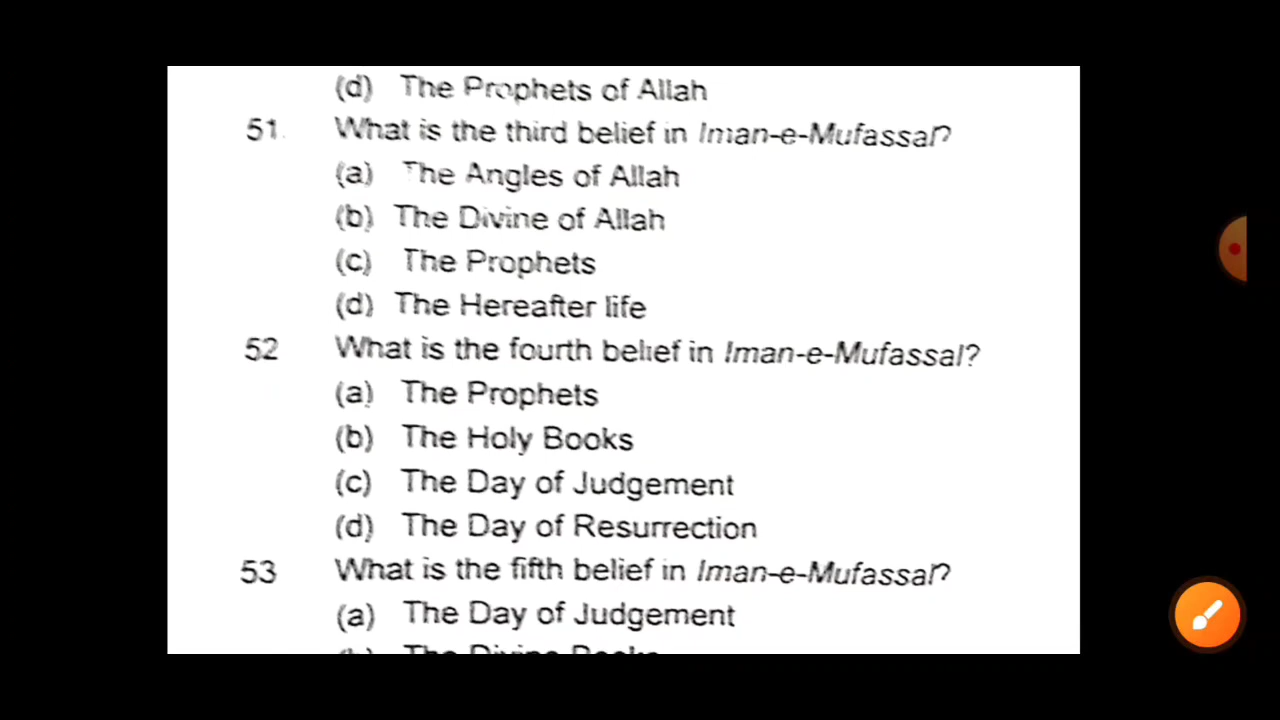 (d) The Prophets of Allah
51. What is the third belief in Iman-e-Mufassal?
(a) The Angles of Allah
(b) The Divine of Allah
(c) The Prophets
(d) The Hereafter life
52 What is the fourth belief in Iman-e-Mufassal?
(a) The Prophets
(b) The Holy Books
(c) The Day of Judgement
(d) The Day of Resurrection
53 What is the fifth belief in Iman-e-Mufassal?
(a) The Day of Judgement
(b) The Divine Books